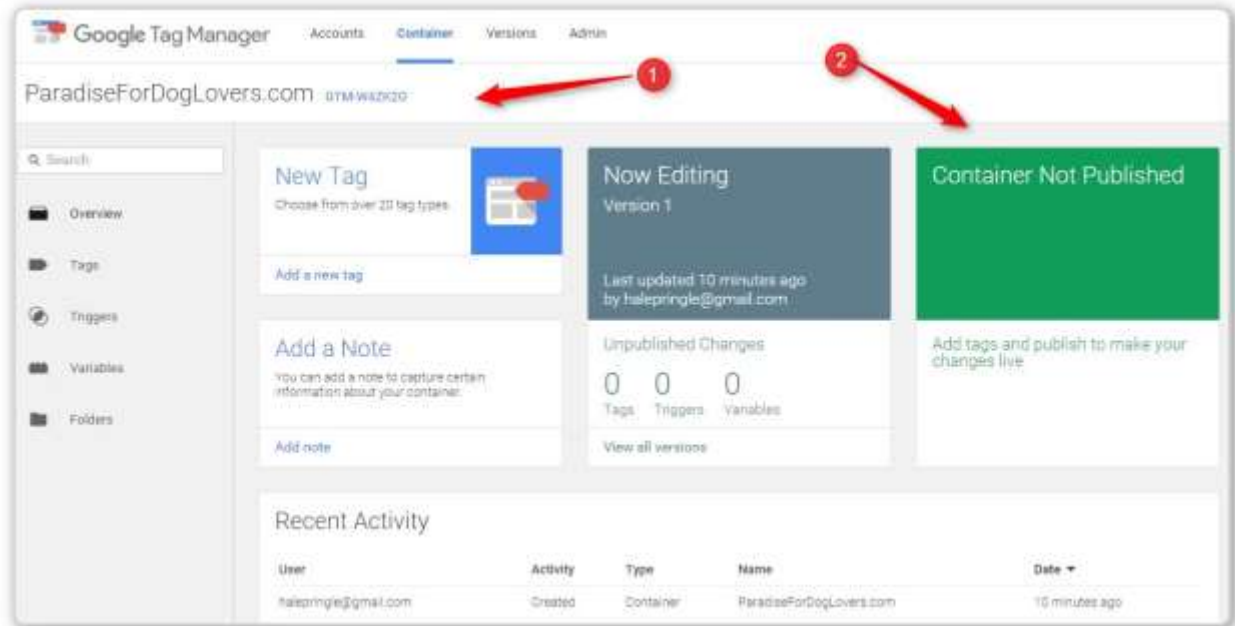 Google Tag Manager Accounts Container Versions Admin
1
2
ParadiseForDogLovers.com
Search
Overview
Tags
Triggers
Variables
Folders
New Tag
Choose from over 20 tag types.
Add a new tag
Add a Note
You can add a note to capture certain
information about your container.
Add note
Now Editing
Version 1
Last updated 10 minutes ago
by halepringle@gmail.com
Unpublished Changes
0 0 0
Tags Triggers Variables
View all versions
Container Not Published
Add tags and publish to make your
changes live
Recent Activity
User Activity Type Name Date
halepringle@gmail.com Created Container ParadiseForDogLovers.com 10 minutes ago